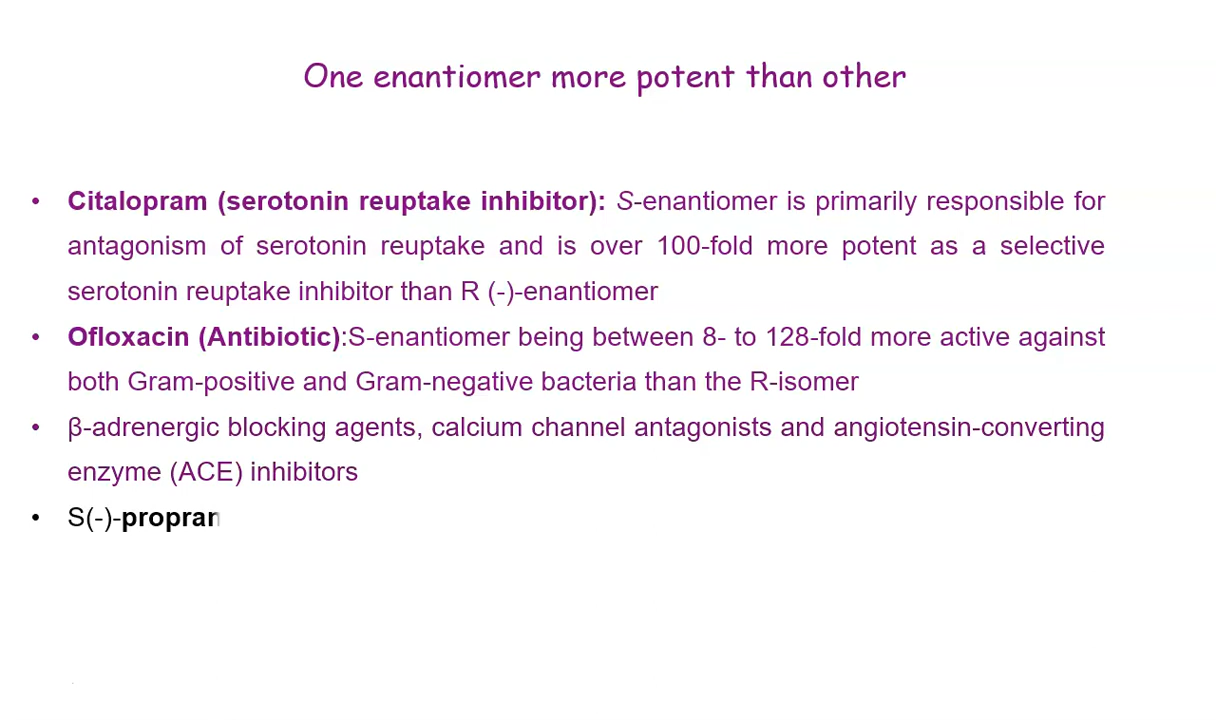 One enantiomer more potent than other
• Citalopram (serotonin reuptake inhibitor): S-enantiomer is primarily responsible for
antagonism of serotonin reuptake and is over 100-fold more potent as a selective
serotonin reuptake inhibitor than R (-)-enantiomer
• Ofloxacin (Antibiotic):S-enantiomer being between 8- to 128-fold more active against
both Gram-positive and Gram-negative bacteria than the R-isomer
• β-adrenergic blocking agents, calcium channel antagonists and angiotensin-converting
enzyme (ACE) inhibitors
• S(-)-propran